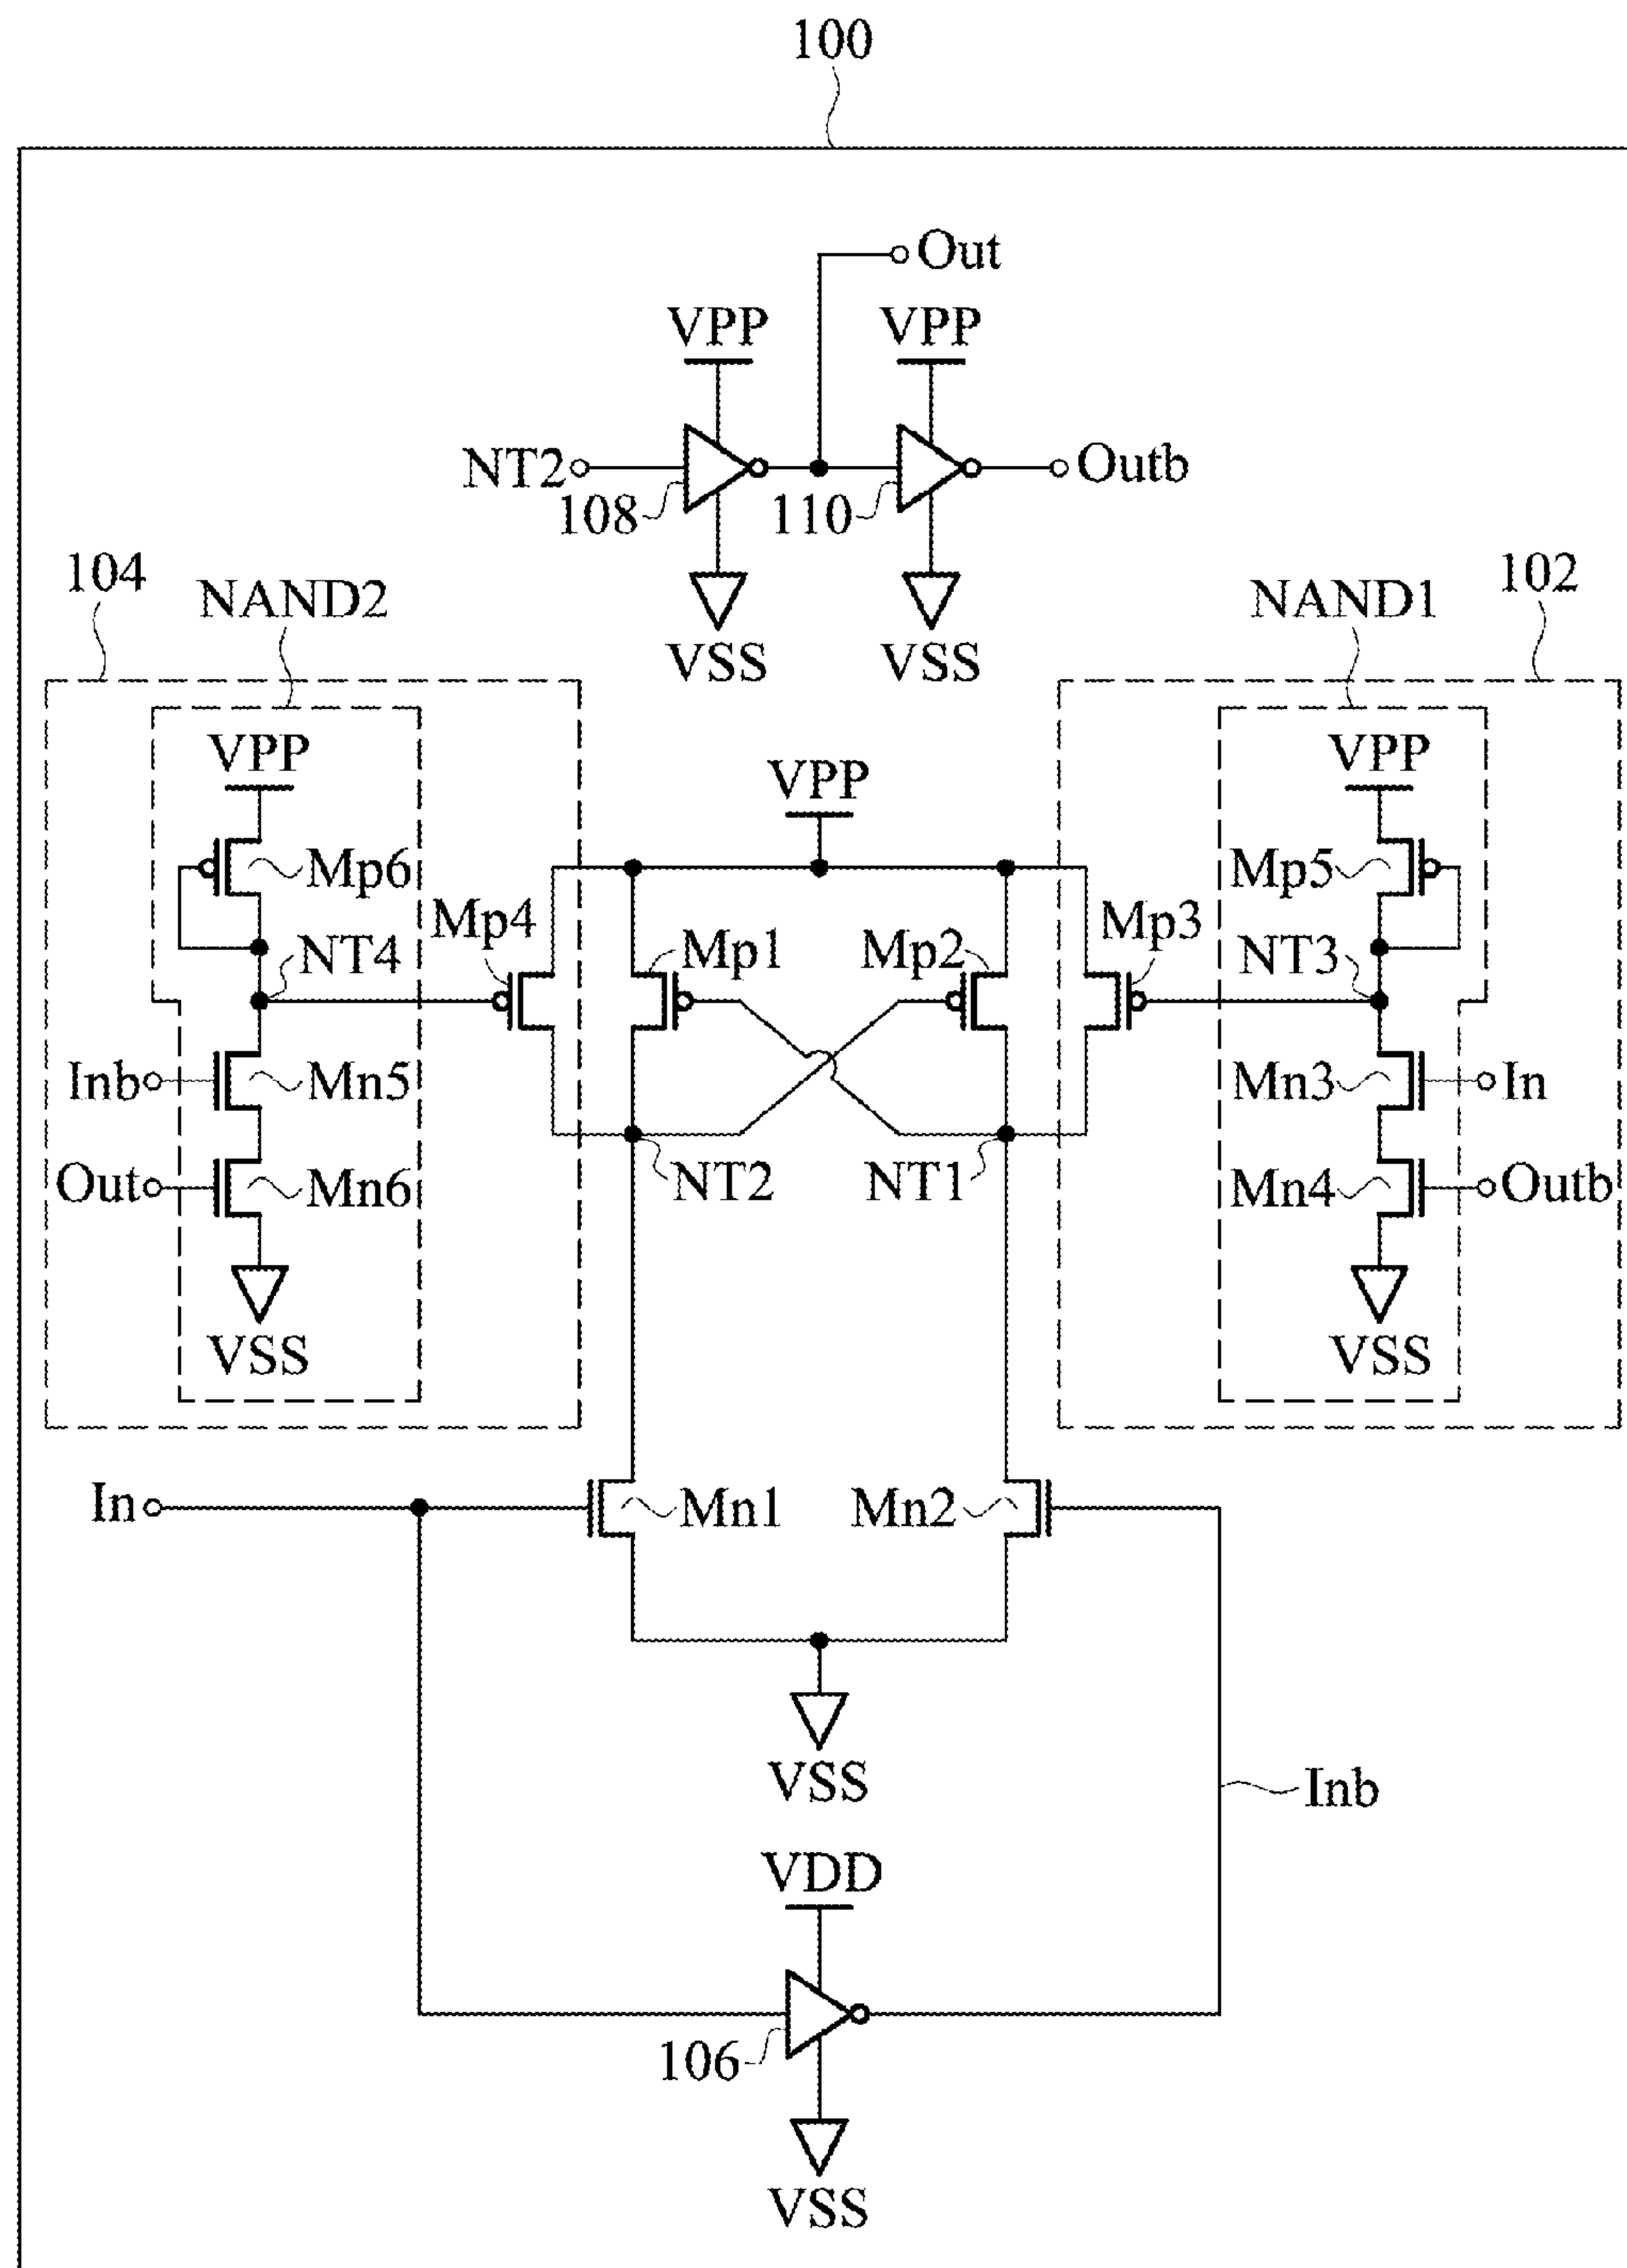 100
Out
VPP VPP
NT2 Outb
108 110
VSS VSS
104 NAND2 NAND1 102
VPP VPP VPP
Mp6 Mp5
Mp4 Mp1 Mp2 Mp3
NT4 NT3
Inb Mn5 Mn3 In
NT2 NT1
Out Mn6 Mn4 Outb
VSS VSS
In Mn1 Mn2
VSS
Inb
VDD
106
VSS